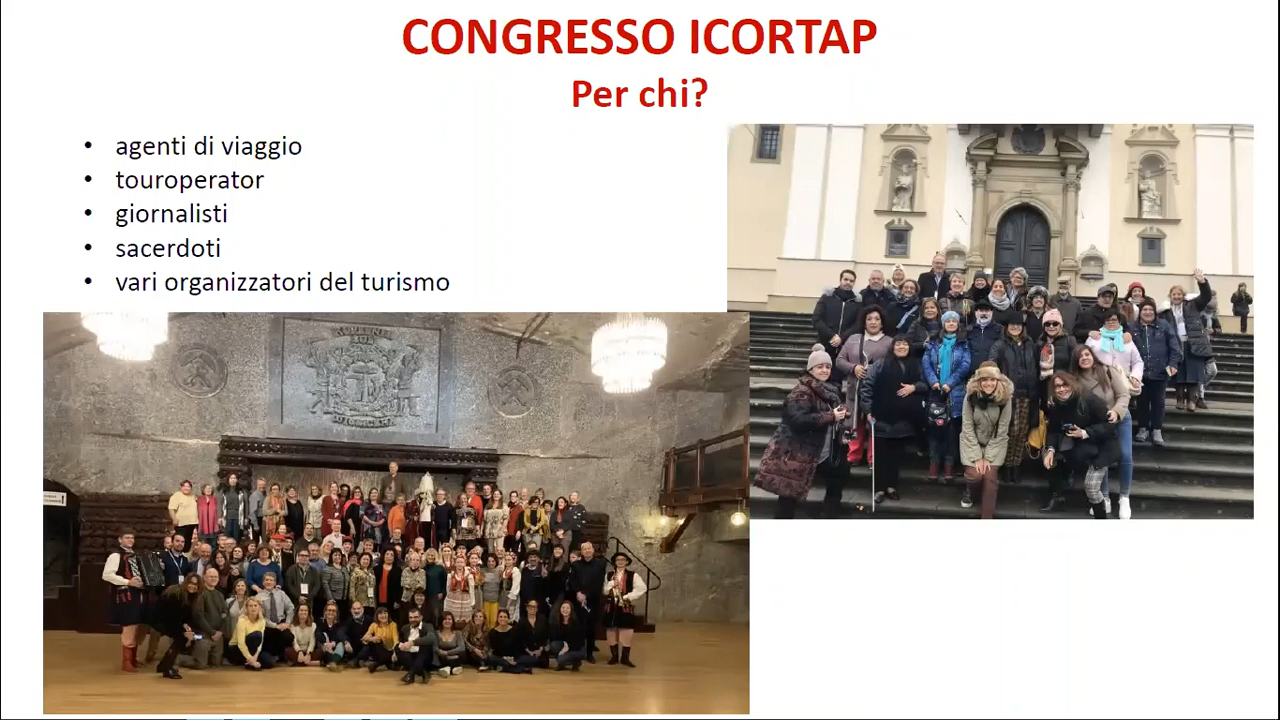 CONGRESSO ICORTAP
Per chi?
• agenti di viaggio
• touroperator
• giornalisti
• sacerdoti
• vari organizzatori del turismo